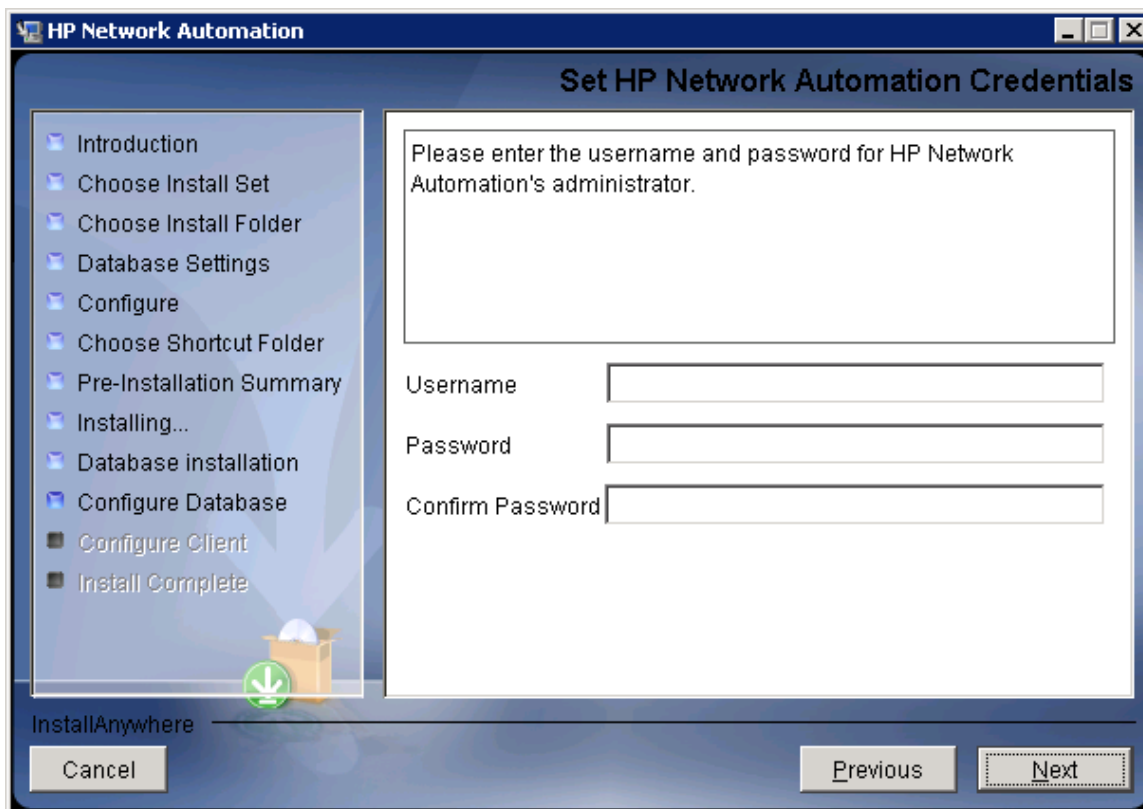 HP Network Automation
Set HP Network Automation Credentials
Introduction
Choose Install Set
Choose Install Folder
Database Settings
Configure
Choose Shortcut Folder
Pre-Installation Summary
Installing...
Database installation
Configure Database
Configure Client
Install Complete
Please enter the username and password for HP Network
Automation's administrator.
Username
Password
Confirm Password
InstallAnywhere
Cancel
Previous
Next